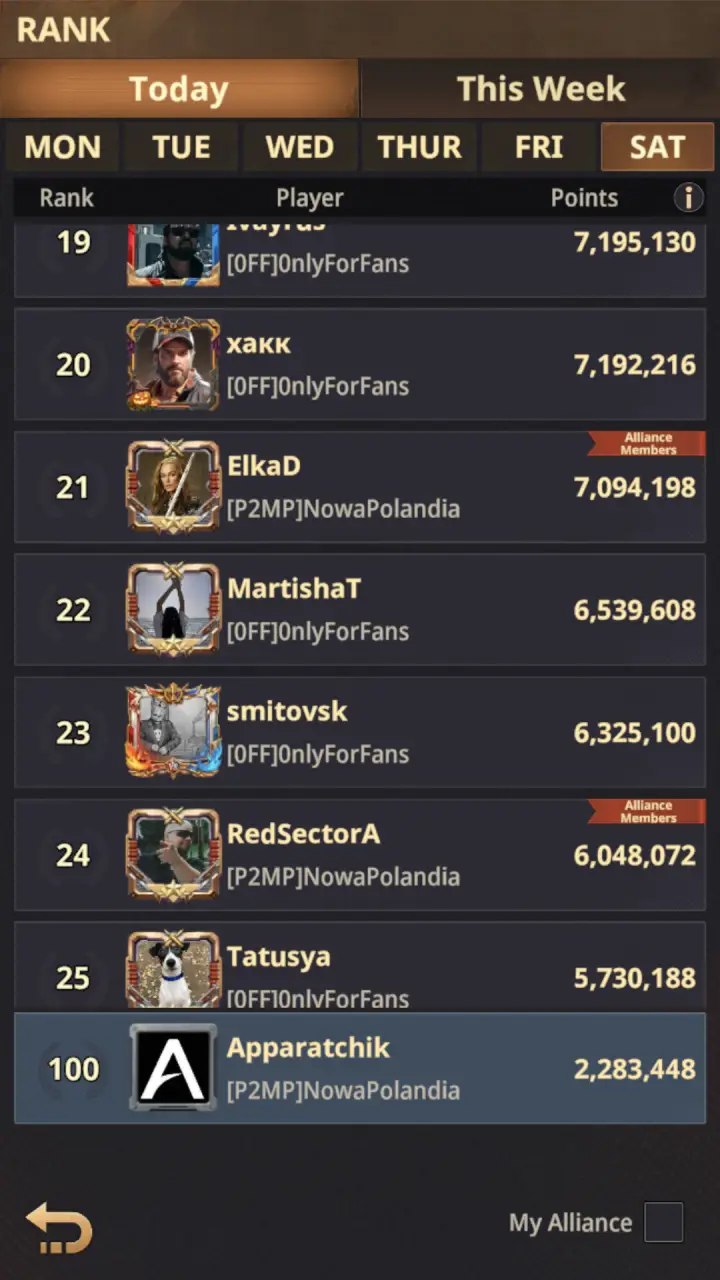 RANK
Today
This Week
MON
TUE
WED
THUR
FRI
SAT
Rank
Player
Points
i
19
[0FF]0nlyForFans
7,195,130
20
хакк
[0FF]0nlyForFans
7,192,216
Alliance
Members
21
ElkaD
[P2MP]NowaPolandia
7,094,198
22
MartishaT
[0FF]0nlyForFans
6,539,608
23
smitovsk
[0FF]0nlyForFans
6,325,100
Alliance
Members
24
RedSectorA
[P2MP]NowaPolandia
6,048,072
25
Tatusya
[0FF]0nlyForFans
5,730,188
100
A
Apparatchik
[P2MP]NowaPolandia
2,283,448
My Alliance